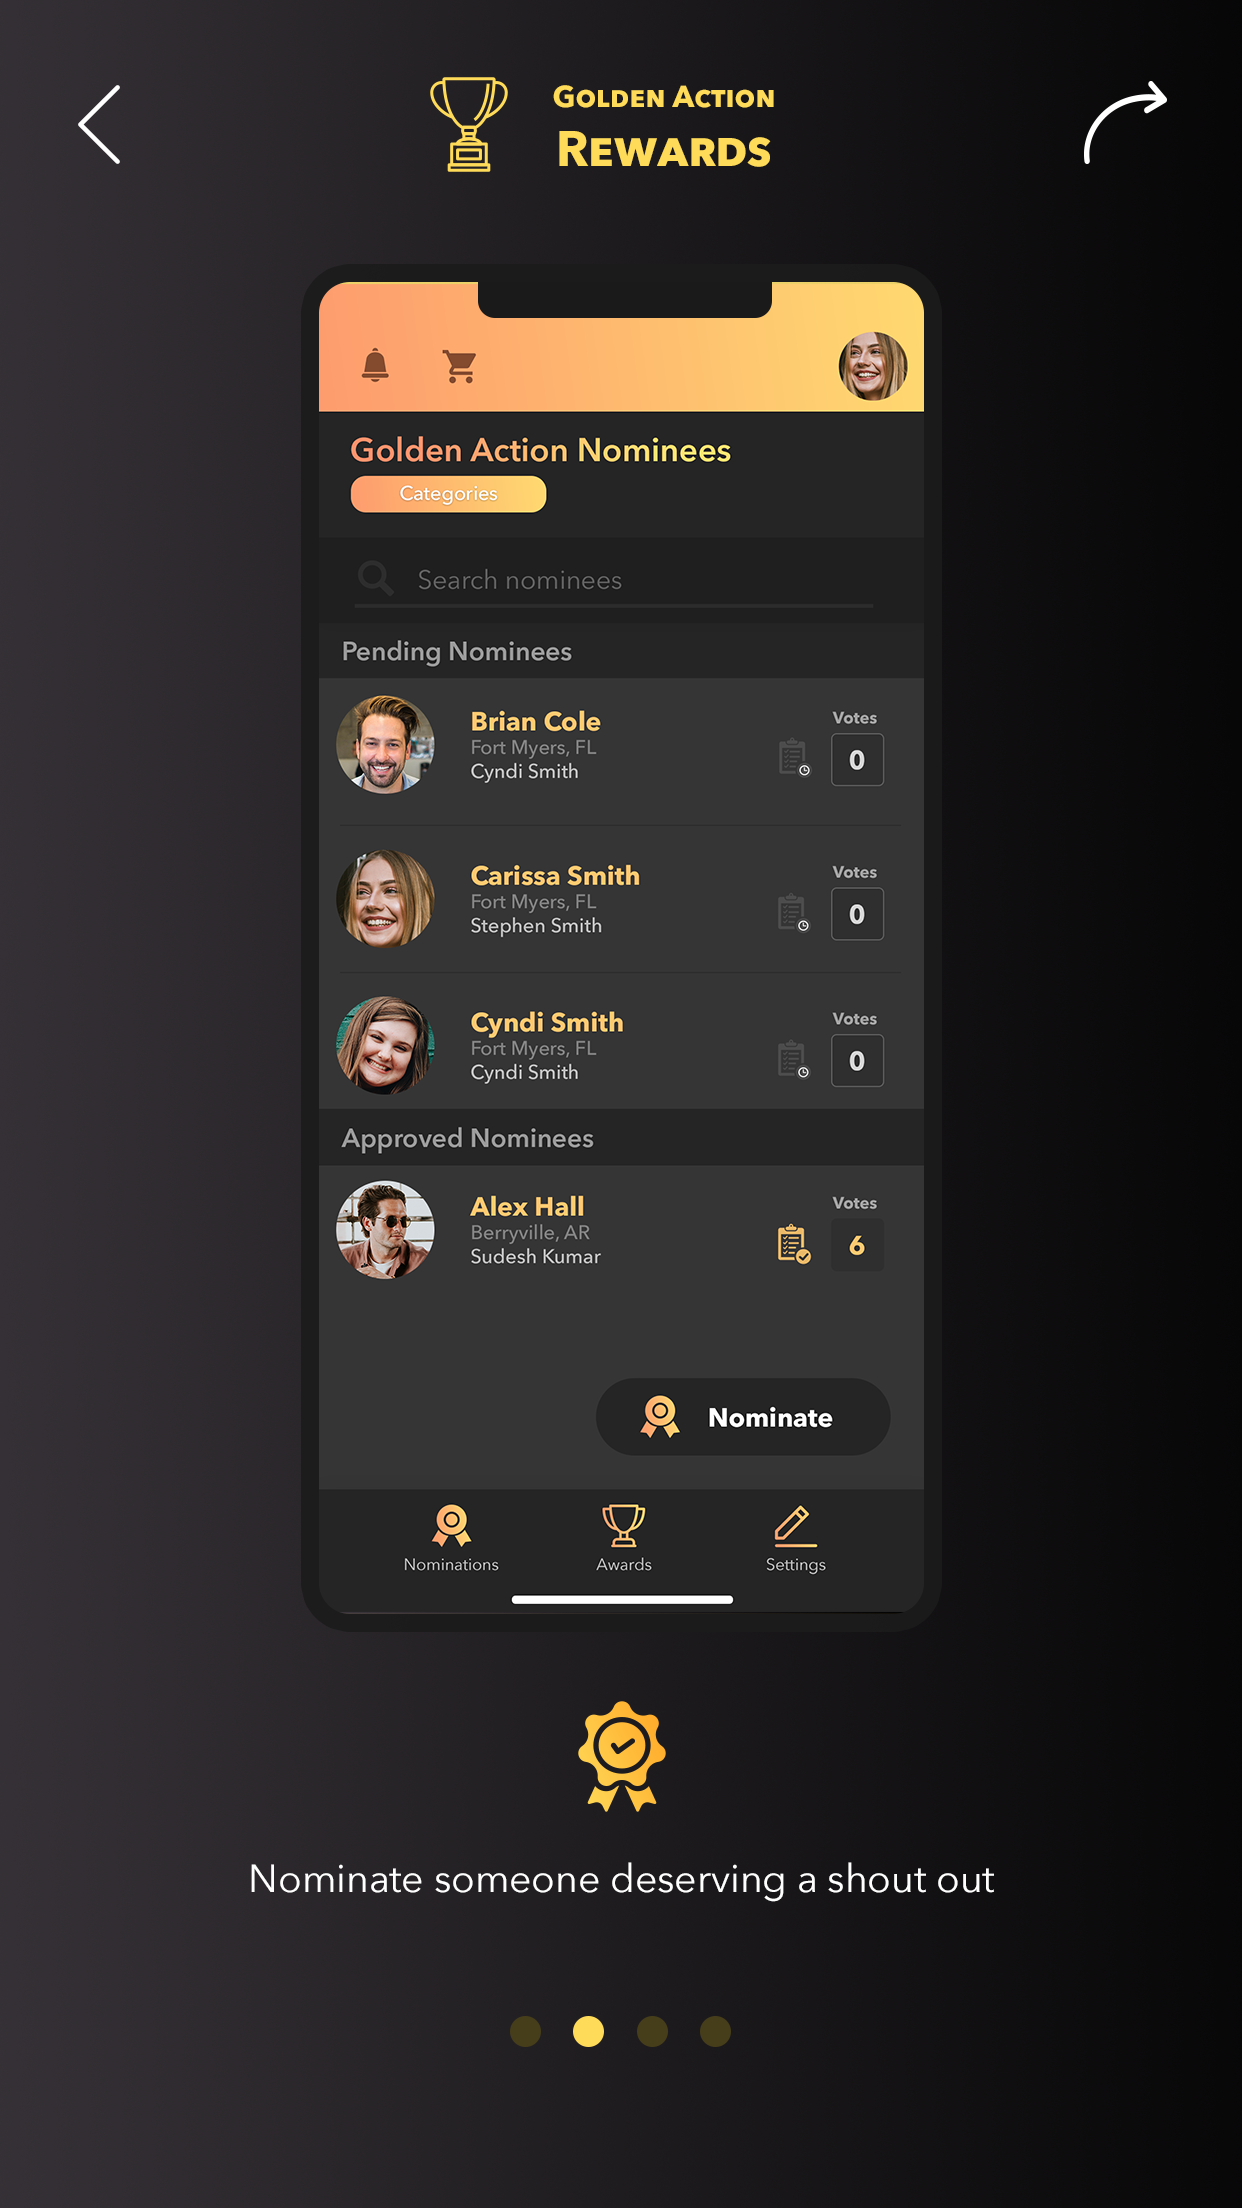 Golden Action
Rewards
Golden Action Nominees
Categories
Search nominees
Pending Nominees
Brian Cole
Fort Myers, FL
Cyndi Smith
Votes
0
Carissa Smith
Fort Myers, FL
Stephen Smith
Votes
0
Cyndi Smith
Fort Myers, FL
Cyndi Smith
Votes
0
Approved Nominees
Alex Hall
Berryville, AR
Sudesh Kumar
Votes
6
Nominate
Nominations
Awards
Settings
Nominate someone deserving a shout out